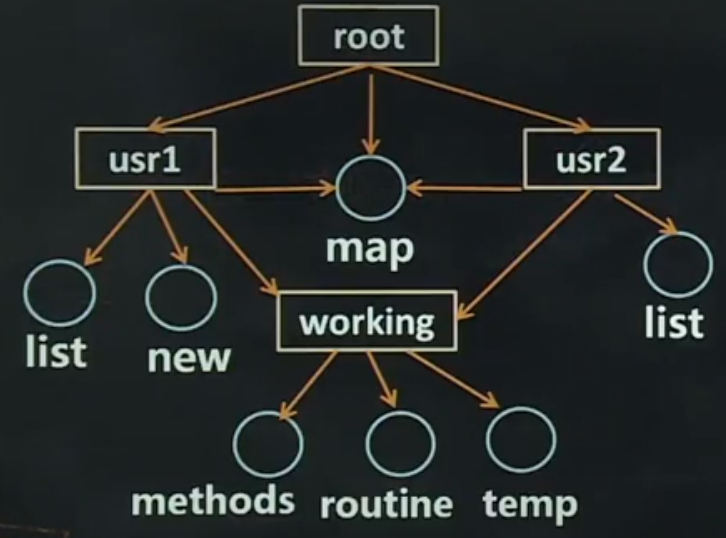 root
usr1
usr2
map
list
new
working
list
methods
routine
temp